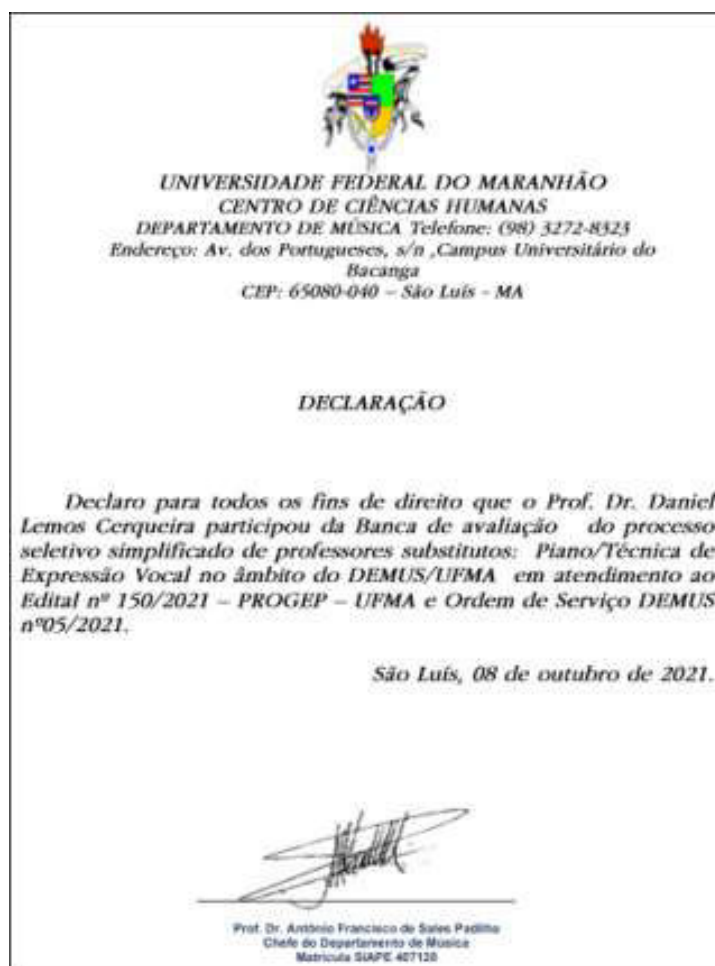 UNIVERSIDADE FEDERAL DO MARANHÃO
CENTRO DE CIÊNCIAS HUMANAS
DEPARTAMENTO DE MÚSICA Telefone: (98) 3272-8323
Endereço: Av. dos Portugueses, s/n ,Campus Universitário do
Bacanga
CEP: 65080-040 – São Luís - MA
DECLARAÇÃO
Declaro para todos os fins de direito que o Prof. Dr. Daniel
Lemos Cerqueira participou da Banca de avaliação do processo
seletivo simplificado de professores substitutos: Piano/Técnica de
Expressão Vocal no âmbito do DEMUS/UFMA em atendimento ao
Edital nº 150/2021 – PROGEP – UFMA e Ordem de Serviço DEMUS
nº05/2021.
São Luís, 08 de outubro de 2021.
Prof. Dr. Antônio Francisco de Sales Padilha
Chefe do Departamento de Música
Matrícula SIAPE 407120